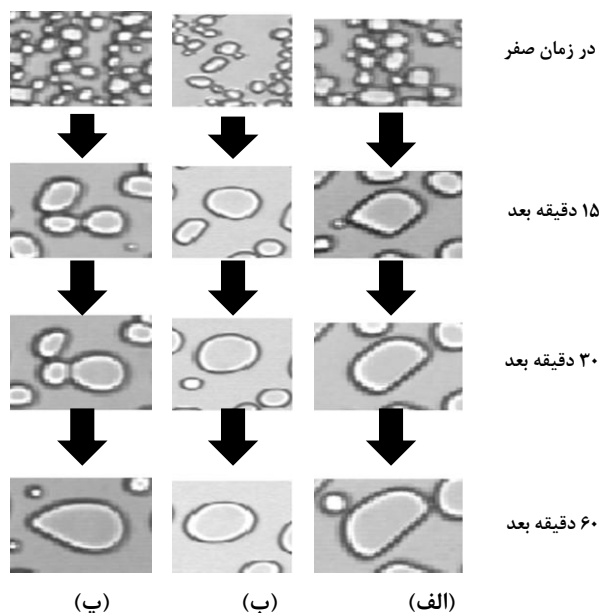 در زمان صفر
۱۵ دقیقه بعد
۳۰ دقیقه بعد
۶۰ دقیقه بعد
(الف) (ب) (پ)